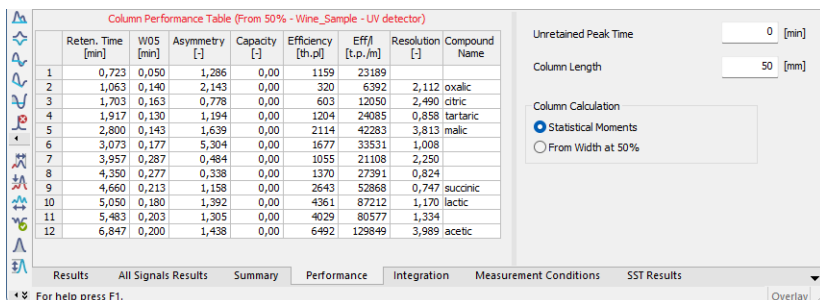 Column Performance Table (From 50% - Wine_Sample - UV detector)
Reten. Time [min] W05 [min] Asymmetry [-] Capacity [-] Efficiency [th.pl] Eff/l [t.p./m] Resolution [-] Compound Name
1 0,723 0,050 1,286 0,00 1159 23189
2 1,063 0,140 2,143 0,00 320 6392 2,112 oxalic
3 1,703 0,163 0,778 0,00 603 12050 2,490 citric
4 1,917 0,130 1,194 0,00 1204 24085 0,858 tartaric
5 2,800 0,143 1,639 0,00 2114 42283 3,813 malic
6 3,073 0,177 5,304 0,00 1677 33531 1,008
7 3,957 0,287 0,484 0,00 1055 21108 2,250
8 4,350 0,277 0,338 0,00 1370 27391 0,824
9 4,660 0,213 1,158 0,00 2643 52868 0,747 succinic
10 5,050 0,180 1,392 0,00 4361 87212 1,170 lactic
11 5,483 0,203 1,305 0,00 4029 80577 1,334
12 6,847 0,200 1,438 0,00 6492 129849 3,989 acetic
Unretained Peak Time 0 [min]
Column Length 50 [mm]
Column Calculation
Statistical Moments
From Width at 50%
Results All Signals Results Summary Performance Integration Measurement Conditions SST Results
For help press F1. Overlay